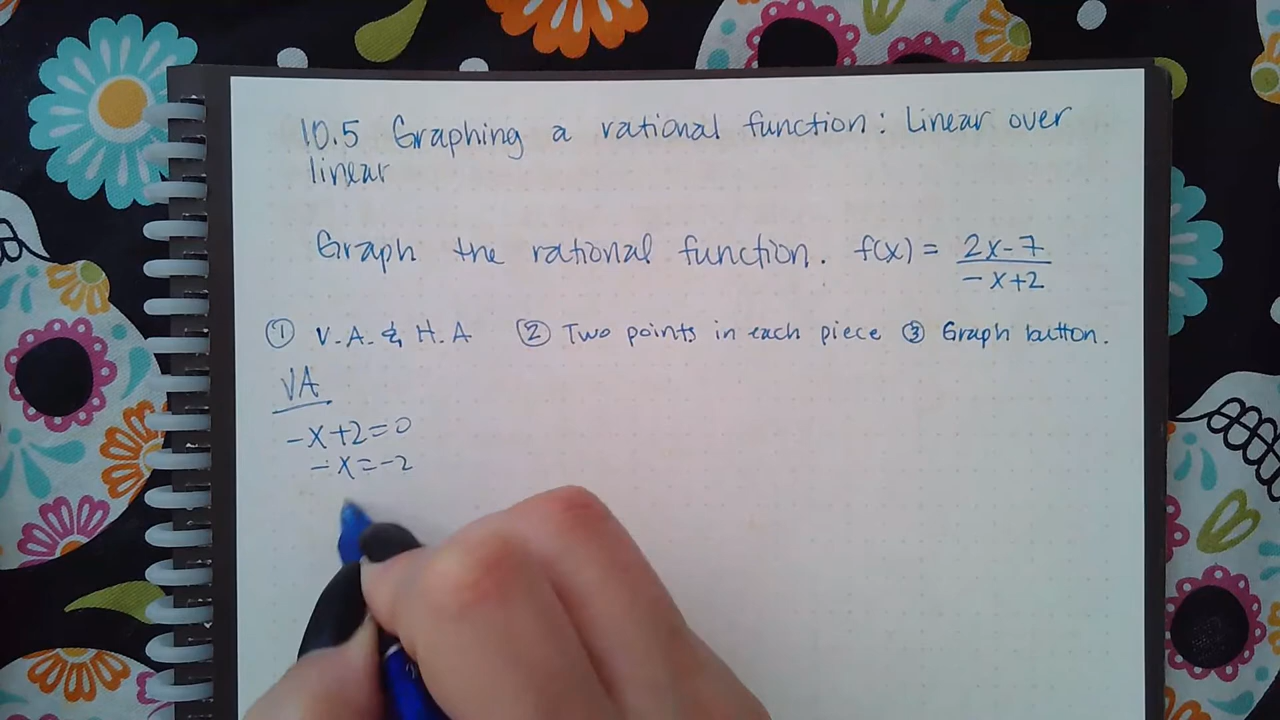 10.5 Graphing a rational function: Linear over
linear
Graph the rational function. f(x) = 2x-7 / -x+2
① V.A. & H.A ② Two points in each piece ③ Graph button.
VA
-x+2=0
-x=-2